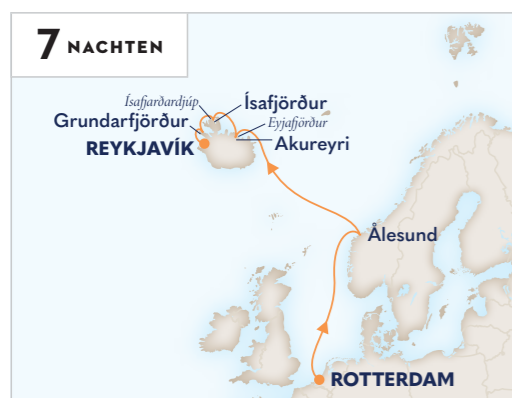 7 NACHTEN
Ísafjarðardjúp
Ísafjörður
Grundarfjörður
Eyjafjörður
REYKJAVÍK
Akureyri
Ålesund
ROTTERDAM